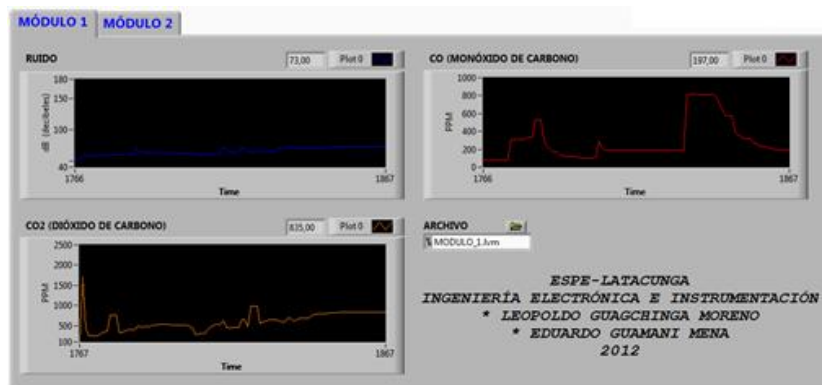 MÓDULO 1 MÓDULO 2
RUIDO 73,00 Plot 0
dB (decibeles)
180
150
100
40
1766 1867
Time
CO (MONÓXIDO DE CARBONO) 197,00 Plot 0
PPM
1000
800
600
400
200
0
1766 1867
Time
CO2 (DIÓXIDO DE CARBONO) 835,00 Plot 0
PPM
2500
2000
1500
1000
500
100
1767 1867
Time
ARCHIVO
MODULO_1.lvm
ESPE-LATACUNGA
INGENIERÍA ELECTRÓNICA E INSTRUMENTACIÓN
* LEOPOLDO GUAGCHINGA MORENO
* EDUARDO GUAMANI MENA
2012